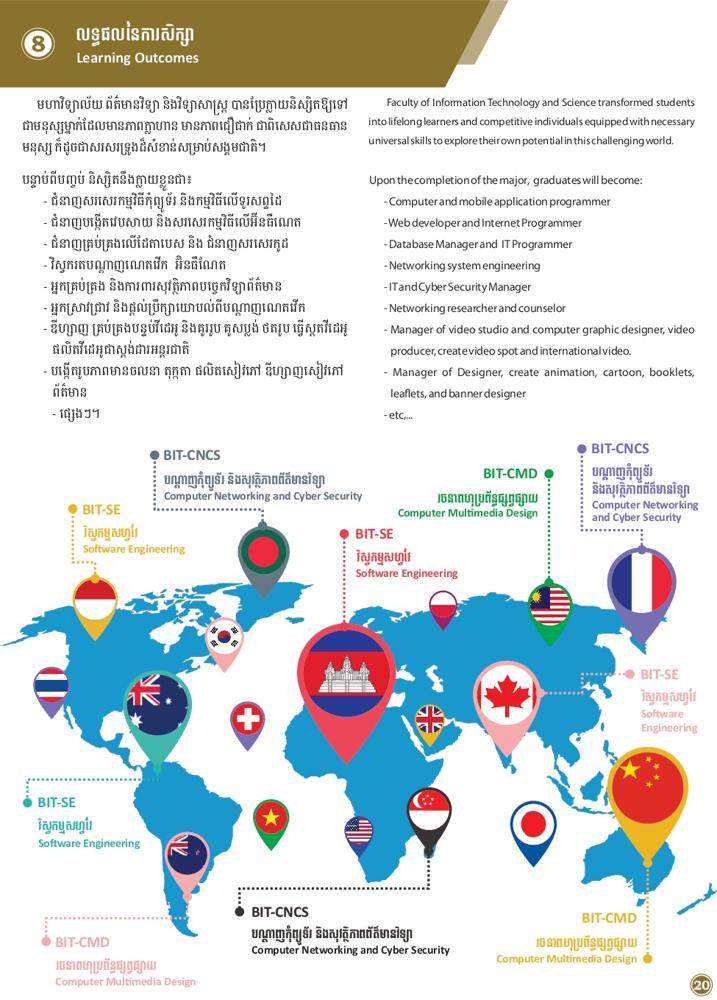 8
លទ្ធផលនៃការសិក្សា
Learning Outcomes
មហាវិទ្យាល័យ ព័ត៌មានវិទ្យា និងវិទ្យាសាស្ត្រ បានប្រែក្លាយនិស្សិតឱ្យទៅ
ជាមនុស្សម្នាក់ដែលមានភាពក្លាហាន មានភាពជឿជាក់ ជាពិសេសជាធនធាន
មនុស្ស ក៏ដូចជាសរសរទ្រូងដ៏សំខាន់សម្រាប់សង្គមជាតិ។
បន្ទាប់ពីបញ្ចប់ និស្សិតនឹងក្លាយខ្លួនជា៖
- ជំនាញសរសេរកម្មវិធីកុំព្យូទ័រ និងកម្មវិធីលើទូរសព្ទដៃ
- ជំនាញបង្កើតវេបសាយ និងសរសេរកម្មវិធីលើអ៊ីនធឺណេត
- ជំនាញគ្រប់គ្រងលើដែតាបេស និង ជំនាញសរសេរកូដ
- វិស្វករតបណ្តាញណេតវើក អ៊ិនធឺណែត
- អ្នកគ្រប់គ្រង និងការពារសុវត្ថិភាពបច្ចេកវិទ្យាព័ត៌មាន
- អ្នកស្រាវជ្រាវ និងផ្តល់ប្រឹក្សាយោបល់ពីបណ្តាញណេតវើក
- ឌីហ្សាញ គ្រប់គ្រងបន្ទប់វីដេអូ និងគូររូប តូសប្លង់ ថតរូប ធ្វើស្តតវីដេអូ
ផលិតវីដេអូជាស្តង់ដារអន្តរជាតិ
- បង្កើតរូបភាពមានចលនា តុក្កតា ផលិតសៀវភៅ ឌីហ្សាញសៀវភៅ
ព័ត៌មាន
- ផ្សេងៗ។
Faculty of Information Technology and Science transformed students
into lifelong learners and competitive individuals equipped with necessary
universal skills to explore their own potential in this challenging world.
Upon the completion of the major, graduates will become:
- Computer and mobile application programmer
- Web developer and Internet Programmer
- Database Manager and IT Programmer
- Networking system engineering
- IT and Cyber Security Manager
- Networking researcher and counselor
- Manager of video studio and computer graphic designer, video
producer, create video spot and international video.
- Manager of Designer, create animation, cartoon, booklets,
leaflets, and banner designer
- etc,...
BIT-CNCS
បណ្តាញកុំព្យូទ័រ និងសុវត្ថិភាពព័ត៌មានវិទ្យា
Computer Networking and Cyber Security
BIT-CNCS
បណ្តាញកុំព្យូទ័រ
និងសុវត្ថិភាពព័ត៌មានវិទ្យា
Computer Networking
and Cyber Security
BIT-CMD
រចនាពហុប្រព័ន្ធផ្សព្វផ្សាយ
Computer Multimedia Design
BIT-SE
វិស្វកម្មសហ្វវែរ
Software Engineering
BIT-SE
វិស្វកម្មសហ្វវែរ
Software Engineering
BIT-SE
វិស្វកម្មសហ្វវែរ
Software
Engineering
BIT-SE
វិស្វកម្មសហ្វវែរ
Software Engineering
BIT-CNCS
បណ្តាញកុំព្យូទ័រ និងសុវត្ថិភាពព័ត៌មានវិទ្យា
Computer Networking and Cyber Security
BIT-CMD
រចនាពហុប្រព័ន្ធផ្សព្វផ្សាយ
Computer Multimedia Design
BIT-CMD
រចនាពហុប្រព័ន្ធផ្សព្វផ្សាយ
Computer Multimedia Design
20